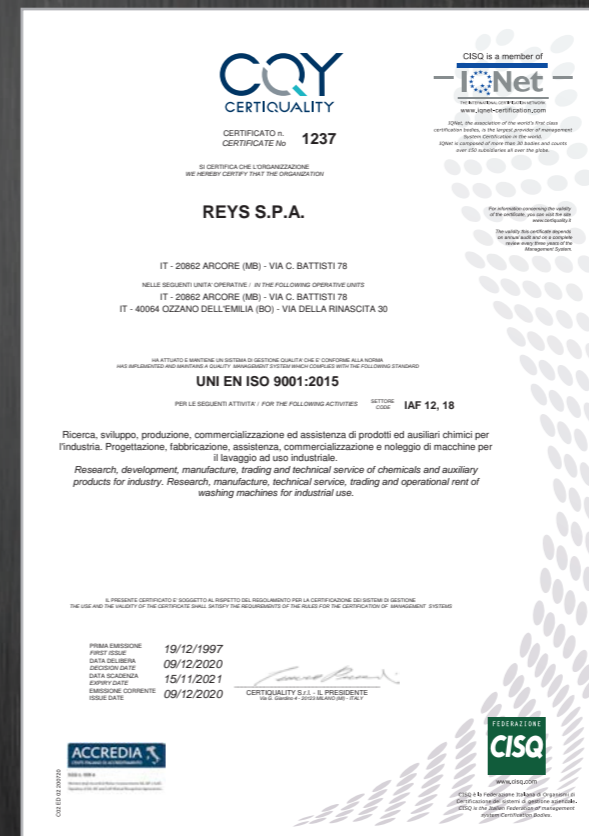 CQY
CERTIQUALITY
CERTIFICATO n.
CERTIFICATE No 1237
SI CERTIFICA CHE L'ORGANIZZAZIONE
WE HEREBY CERTIFY THAT THE ORGANIZATION
REYS S.P.A.
IT - 20862 ARCORE (MB) - VIA C. BATTISTI 78
NELLE SEGUENTI UNITA' OPERATIVE / IN THE FOLLOWING OPERATIVE UNITS
IT - 20862 ARCORE (MB) - VIA C. BATTISTI 78
IT - 40064 OZZANO DELL'EMILIA (BO) - VIA DELLA RINASCITA 30
HA ATTUATO E MANTIENE UN SISTEMA DI GESTIONE QUALITA' CHE E' CONFORME ALLA NORMA
HAS IMPLEMENTED AND MAINTAINS A QUALITY MANAGEMENT SYSTEM WHICH COMPLIES WITH THE FOLLOWING STANDARD
UNI EN ISO 9001:2015
PER LE SEGUENTI ATTIVITA' / FOR THE FOLLOWING ACTIVITIES SETTORE
CODE IAF 12, 18
Ricerca, sviluppo, produzione, commercializzazione ed assistenza di prodotti ed ausiliari chimici per
l'industria. Progettazione, fabbricazione, assistenza, commercializzazione e noleggio di macchine per
il lavaggio ad uso industriale.
Research, development, manufacture, trading and technical service of chemicals and auxiliary
products for industry. Research, manufacture, technical service, trading and operational rent of
washing machines for industrial use.
IL PRESENTE CERTIFICATO E' SOGGETTO AL RISPETTO DEL REGOLAMENTO PER LA CERTIFICAZIONE DEI SISTEMI DI GESTIONE
THE USE AND THE VALIDITY OF THE CERTIFICATE SHALL SATISFY THE REQUIREMENTS OF THE RULES FOR THE CERTIFICATION OF MANAGEMENT SYSTEMS
PRIMA EMISSIONE
FIRST ISSUE 19/12/1997
DATA DELIBERA
DECISION DATE 09/12/2020
DATA SCADENZA
EXPIRY DATE 15/11/2021
EMISSIONE CORRENTE
ISSUE DATE 09/12/2020
CERTIQUALITY S.r.l. - IL PRESIDENTE
Via G. Giardino 4 - 20123 MILANO (MI) - ITALY
ACCREDIA
C02 ED 02 200720
CISQ is a member of
IQNet
THE INTERNATIONAL CERTIFICATION NETWORK
www.iqnet-certification.com
IQNet, the association of the world's first class
certification bodies, is the largest provider of management
System Certification in the world.
IQNet is composed of more than 30 bodies and counts
over 150 subsidiaries all over the globe.
For information concerning the validity
of the certificate, you can visit the site
www.certiquality.it
The validity this certificate depends
on annual audit and on a complete
review every three years of the
Management System.
FEDERAZIONE
CISQ
www.cisq.com
CISQ è la Federazione Italiana di Organismi di
Certificazione dei sistemi di gestione aziendale.
CISQ is the Italian Federation of management
system Certification Bodies.